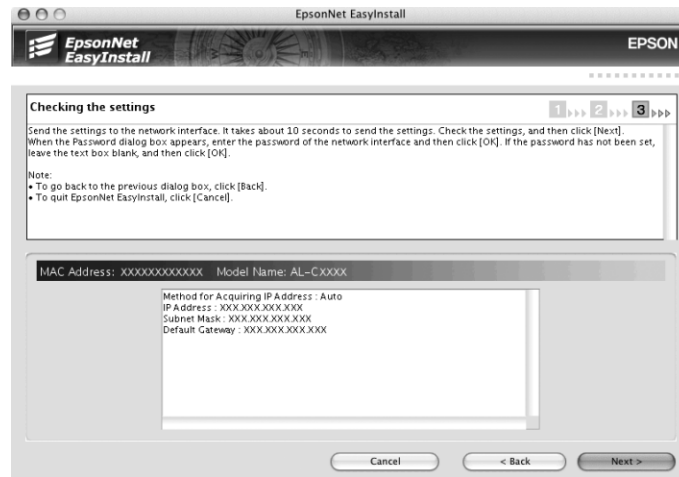 EpsonNet EasyInstall
EpsonNet
EasyInstall
EPSON
Checking the settings
1 2 3
Send the settings to the network interface. It takes about 10 seconds to send the settings. Check the settings, and then click [Next].
When the Password dialog box appears, enter the password of the network interface and then click [OK]. If the password has not been set,
leave the text box blank, and then click [OK].
Note:
• To go back to the previous dialog box, click [Back].
• To quit EpsonNet EasyInstall, click [Cancel].
MAC Address: XXXXXXXXXXXX Model Name: AL-CXXXX
Method for Acquiring IP Address : Auto
IP Address : XXX.XXX.XXX.XXX
Subnet Mask : XXX.XXX.XXX.XXX
Default Gateway : XXX.XXX.XXX.XXX
Cancel < Back Next >